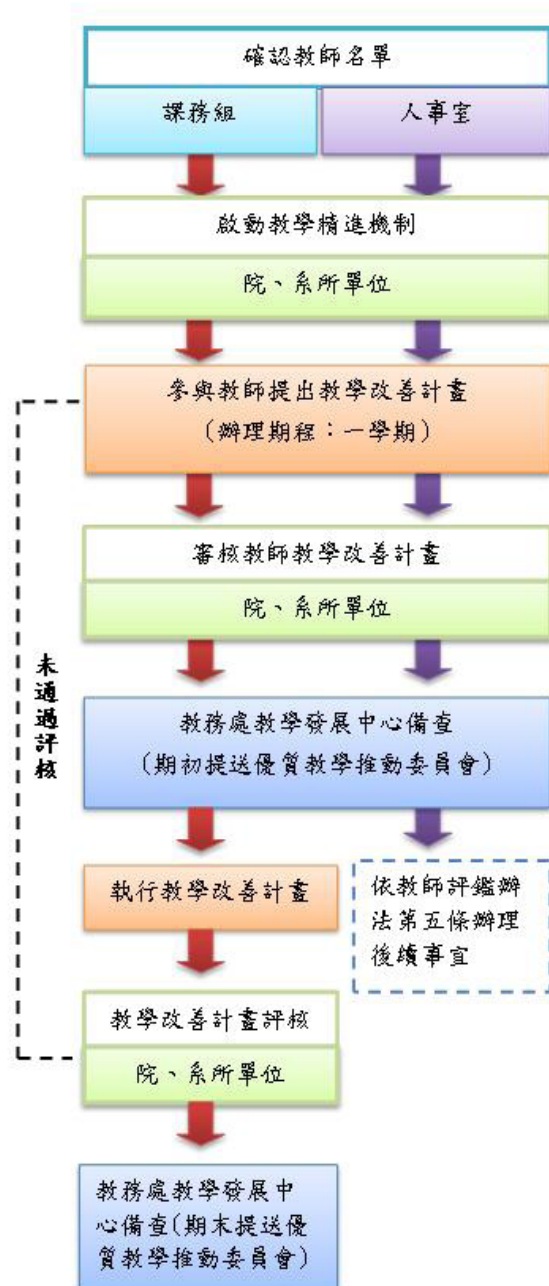 確認教師名單
課務組
人事室
啟動教學精進機制
院、系所單位
參與教師提出教學改善計畫
(辦理期程：一學期)
審核教師教學改善計畫
院、系所單位
未通過評核
教務處教學發展中心備查
(期初提送優質教學推動委員會)
執行教學改善計畫
依教師評鑑辦
法第五條辦理
後續事宜
教學改善計畫評核
院、系所單位
教務處教學發展中
心備查(期末提送優
質教學推動委員會)